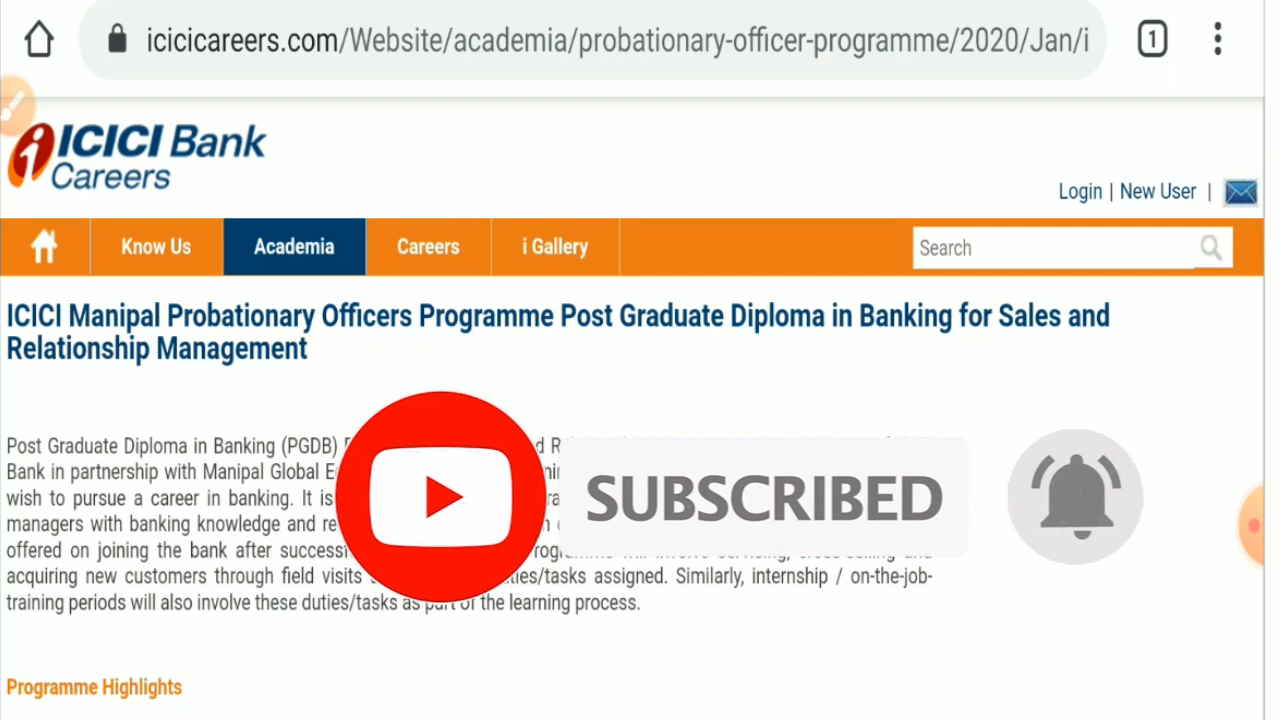 icicicareers.com/Website/academia/probationary-officer-programme/2020/Jan/i
1
ICICI Bank
Careers
Login | New User |
Know Us
Academia
Careers
i Gallery
Search
ICICI Manipal Probationary Officers Programme Post Graduate Diploma in Banking for Sales and
Relationship Management
Post Graduate Diploma in Banking (PGDB)
Bank in partnership with Manipal Global
wish to pursue a career in banking. It is
managers with banking knowledge and
offered on joining the bank after
acquiring new customers through field visits assigned. Similarly, internship / on-the-job-
training periods will also involve these duties/tasks as part of the learning process.
SUBSCRIBED
Programme Highlights